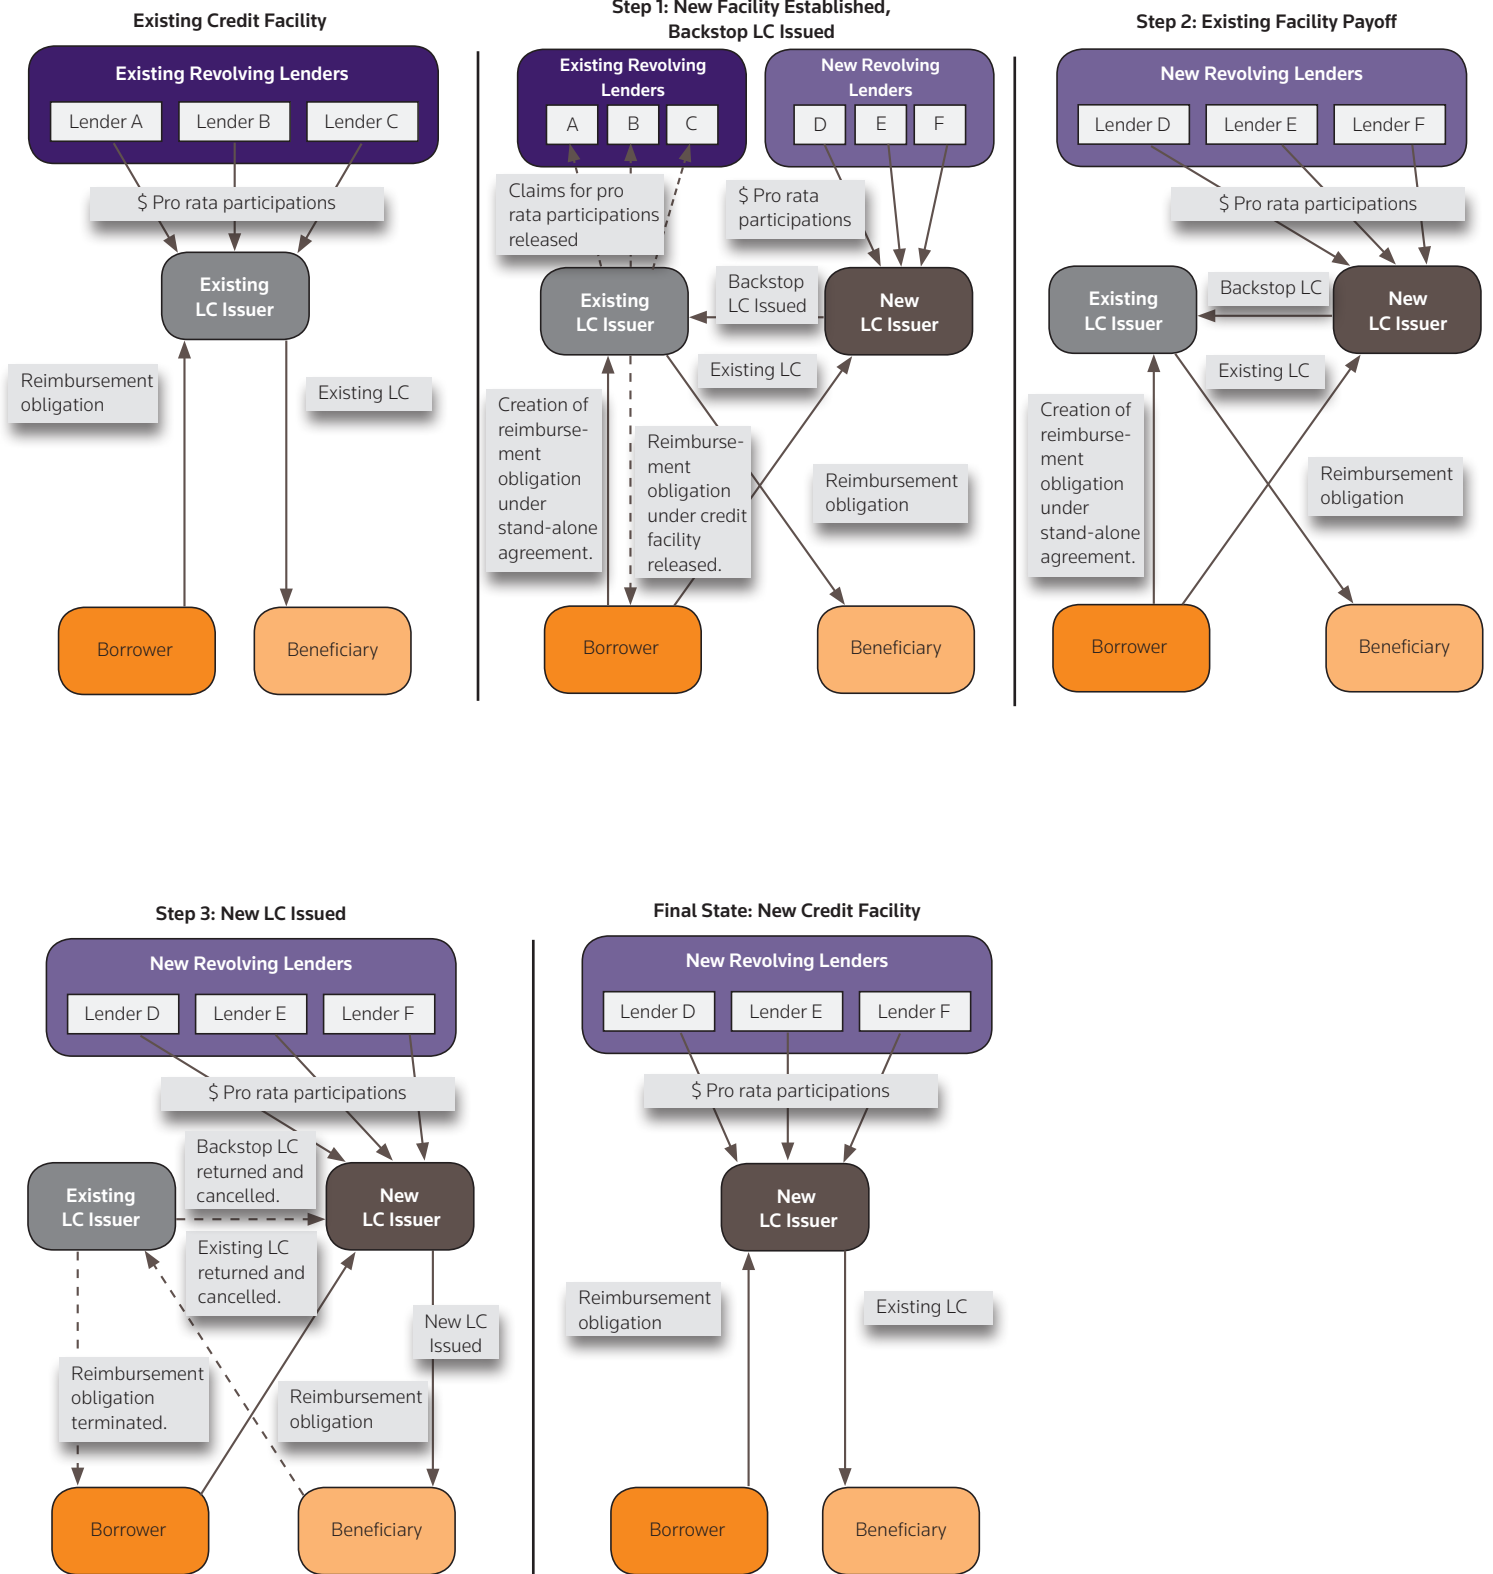 Existing Credit Facility
Existing Revolving Lenders
Lender A
Lender B
Lender C
$ Pro rata participations
Existing
LC Issuer
Reimbursement
obligation
Existing LC
Borrower
Beneficiary
Step 1: New Facility Established,
Backstop LC Issued
Existing Revolving
Lenders
A
B
C
New Revolving
Lenders
D
E
F
Claims for pro
rata participations
released
$ Pro rata
participations
Existing
LC Issuer
Backstop
LC Issued
New
LC Issuer
Existing LC
Creation of
reimburse-
ment
obligation
under
stand-alone
agreement.
Reimburse-
ment
obligation
under credit
facility
released.
Reimbursement
obligation
Borrower
Beneficiary
Step 2: Existing Facility Payoff
New Revolving Lenders
Lender D
Lender E
Lender F
$ Pro rata participations
Existing
LC Issuer
Backstop LC
New
LC Issuer
Existing LC
Creation of
reimburse-
ment
obligation
under
stand-alone
agreement.
Reimbursement
obligation
Borrower
Beneficiary
Step 3: New LC Issued
New Revolving Lenders
Lender D
Lender E
Lender F
$ Pro rata participations
Backstop LC
returned and
cancelled.
Existing
LC Issuer
New
LC Issuer
Existing LC
returned and
cancelled.
New LC
Issued
Reimbursement
obligation
terminated.
Reimbursement
obligation
Borrower
Beneficiary
Final State: New Credit Facility
New Revolving Lenders
Lender D
Lender E
Lender F
$ Pro rata participations
New
LC Issuer
Reimbursement
obligation
Existing LC
Borrower
Beneficiary